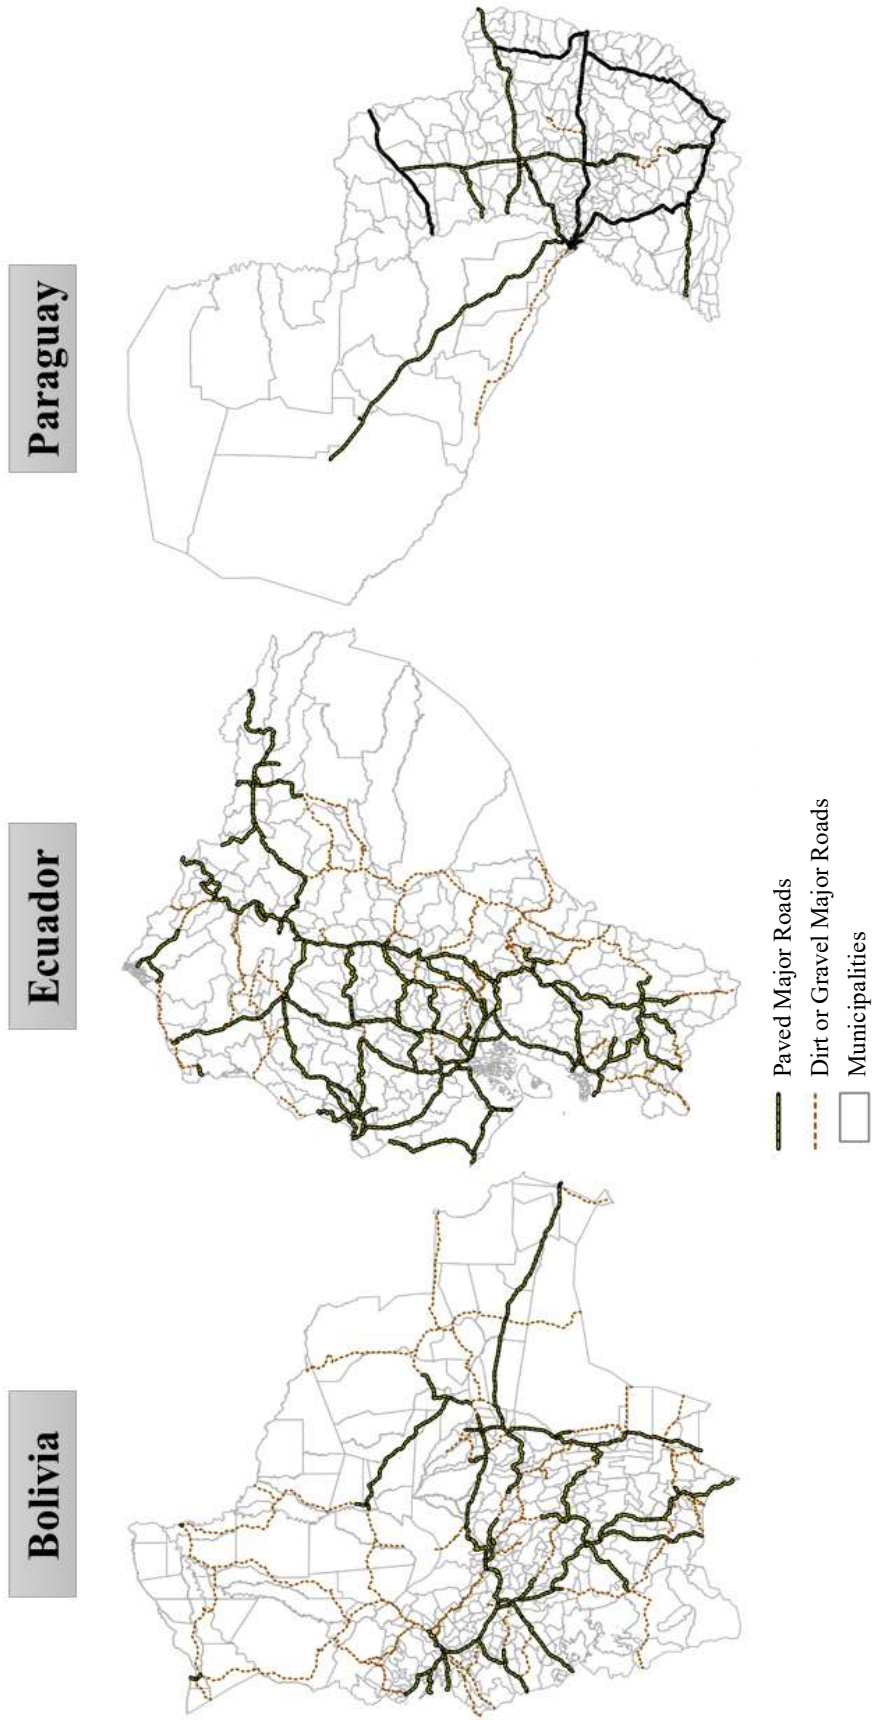 Bolivia
Ecuador
Paraguay
Paved Major Roads
Dirt or Gravel Major Roads
Municipalities